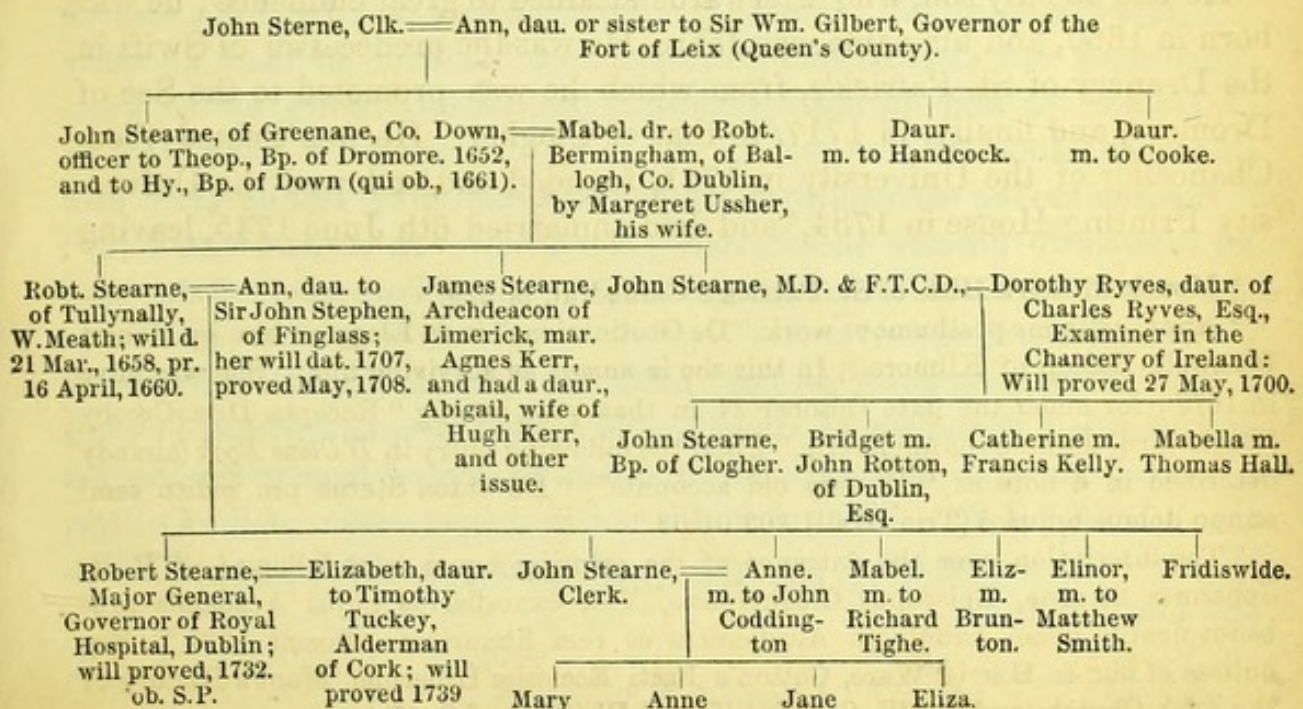 John Sterne, Clk.══Ann, dau. or sister to Sir Wm. Gilbert, Governor of the
Fort of Leix (Queen's County).
John Stearne, of Greenane, Co. Down,══
officer to Theop., Bp. of Dromore. 1652,
and to Hy., Bp. of Down (qui ob., 1661).
Mabel. dr. to Robt.
Bermingham, of Bal-
logh, Co. Dublin,
by Margeret Ussher,
his wife.
Daur.
m. to Handcock.
Daur.
m. to Cooke.
Robt. Stearne,══
of Tullynally,
W. Meath; will d.
21 Mar., 1658, pr.
16 April, 1660.
Ann, dau. to
Sir John Stephen,
of Finglass;
her will dat. 1707,
proved May, 1708.
James Stearne,
Archdeacon of
Limerick, mar.
Agnes Kerr,
and had a daur.,
Abigail, wife of
Hugh Kerr,
and other
issue.
John Stearne, M.D. & F.T.C.D.,═
Dorothy Ryves, daur. of
Charles Ryves, Esq.,
Examiner in the
Chancery of Ireland:
Will proved 27 May, 1700.
John Stearne,
Bp. of Clogher.
Bridget m.
John Rotton,
of Dublin,
Esq.
Catherine m.
Francis Kelly.
Mabella m.
Thomas Hall.
Robert Stearne,══
Major General,
Governor of Royal
Hospital, Dublin;
will proved, 1732.
ob. S.P.
Elizabeth, daur.
to Timothy
Tuckey,
Alderman
of Cork; will
proved 1739
John Stearne,══
Clerk.
Anne.
m. to John
Codding-
ton
Mabel.
m. to
Richard
Tighe.
Eliz-
m.
Brun-
ton.
Elinor,
m. to
Matthew
Smith.
Fridiswide.
Mary
Anne
Jane
Eliza.